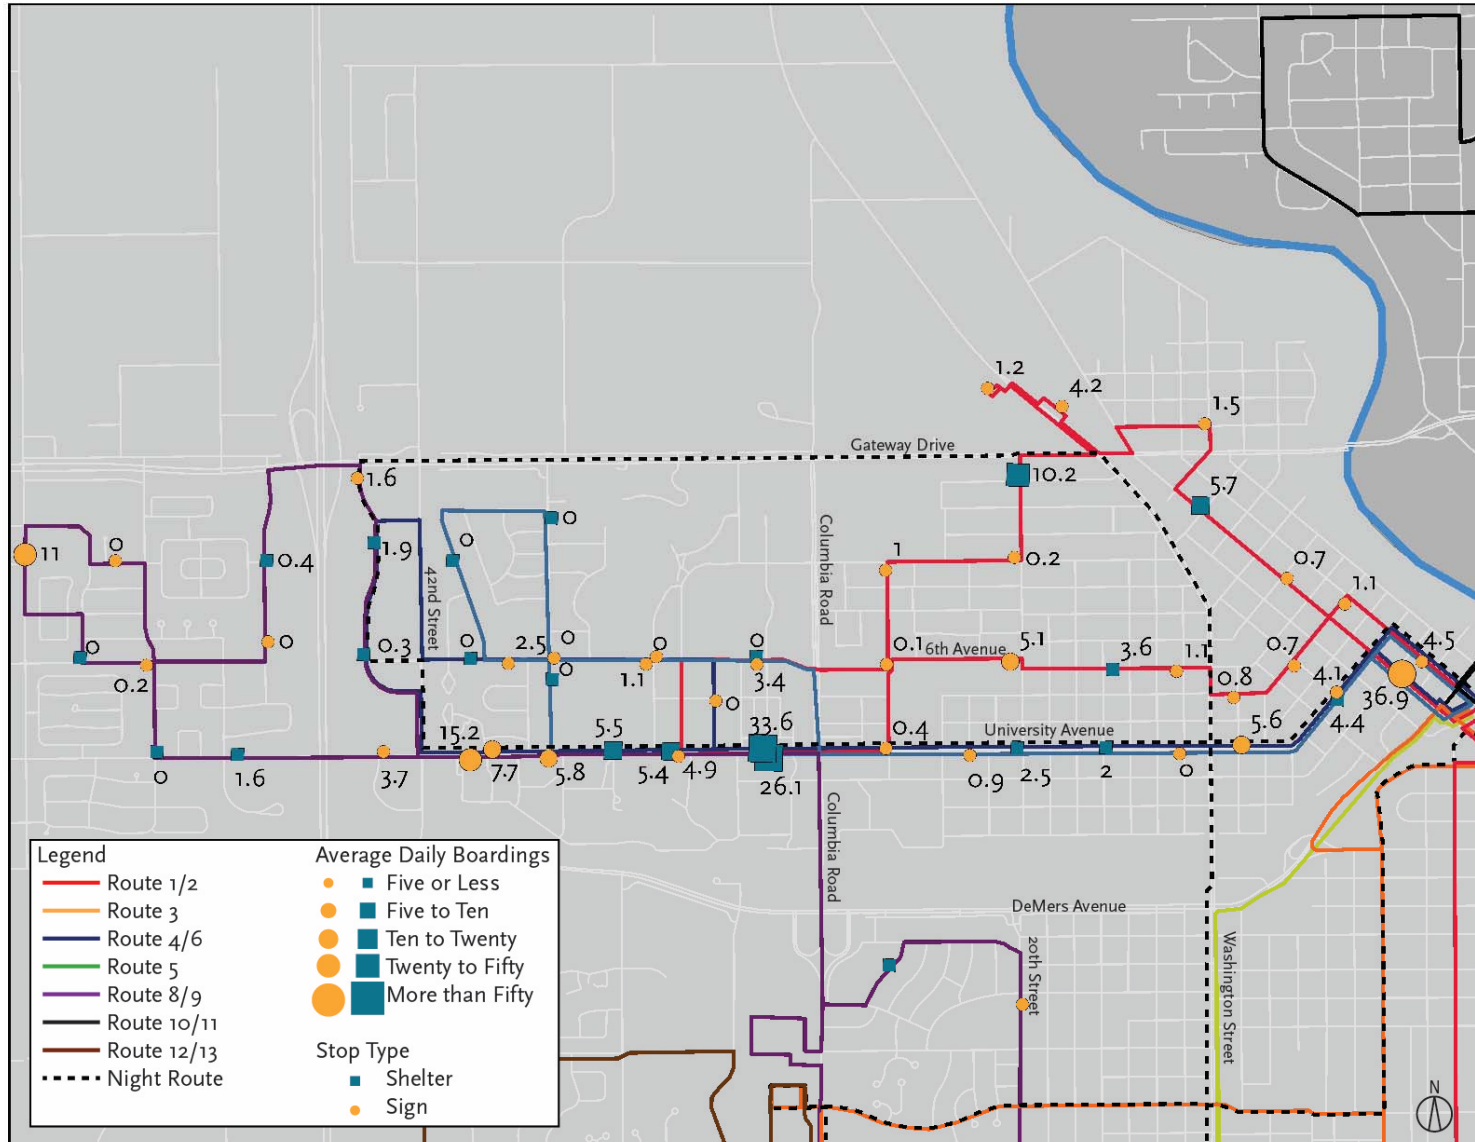 1.2
4.2
1.5
Gateway Drive
1.6
10.2
5.7
11
0
0.4
1.9
0
0
42nd Street
Columbia Road
1
0.2
0.7
1.1
0
0.2
0
0.3
0
2.5
0
0
0
1.1
0
3.4
0
0.1
6th Avenue
5.1
3.6
1.1
0.8
0.7
4.1
4.5
36.9
4.4
15.2
7.7
5.8
5.5
5.4
4.9
33.6
26.1
0.4
University Avenue
5.6
0.9
2.5
2
0
0
1.6
3.7
Columbia Road
DeMers Avenue
20th Street
Washington Street
Legend
Route 1/2
Route 3
Route 4/6
Route 5
Route 8/9
Route 10/11
Route 12/13
Night Route
Average Daily Boardings
Five or Less
Five to Ten
Ten to Twenty
Twenty to Fifty
More than Fifty
Stop Type
Shelter
Sign
N